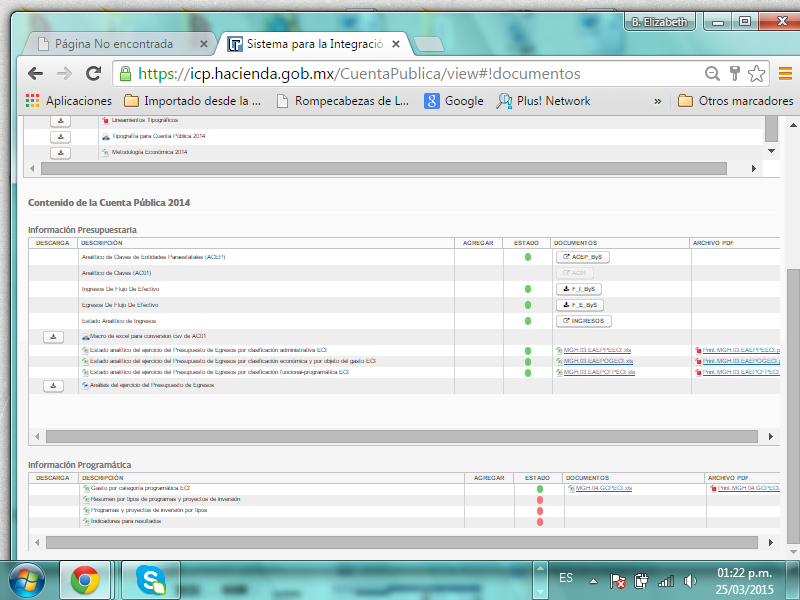 B. Elizabeth
Página No encontrada
Sistema para la Integració
https://icp.hacienda.gob.mx/CuentaPublica/view#!documentos
Aplicaciones Importado desde la ... Rompecabezas de L... Google Plus! Network » Otros marcadores
Lineamientos Tipográficos
Tipografía para Cuenta Pública 2014
Metodología Económica 2014
Contenido de la Cuenta Pública 2014
Información Presupuestaria
DESCARGA DESCRIPCIÓN AGREGAR ESTADO DOCUMENTOS ARCHIVO PDF
Analítico de Claves de Entidades Paraestatales (ACEP) ACEP_ByS
Analítico de Claves (AC01) AC01
Ingresos De Flujo De Efectivo F_I_ByS
Egresos De Flujo De Efectivo F_E_ByS
Estado Analítico de Ingresos INGRESOS
Macro de excel para conversion csv de AC01
Estado analítico del ejercicio del Presupuesto de Egresos por clasificación administrativa ECI MGH.03.EAEPPEECI.xls Print.MGH.03.EAEPPEECI.p
Estado analítico del ejercicio del Presupuesto de Egresos por clasificación económica y por objeto del gasto ECI MGH.03.EAEPOGECI.xls Print.MGH.03.EAEPOGECI.p
Estado analítico del ejercicio del Presupuesto de Egresos por clasificación funcional-programática ECI MGH.03.EAEPCFPECI.xls Print.MGH.03.EAEPCFPECI.
Análisis del ejercicio del Presupuesto de Egresos
Información Programática
DESCARGA DESCRIPCIÓN AGREGAR ESTADO DOCUMENTOS ARCHIVO PDF
Gasto por categoría programática ECI MGH.04.GCPECI.xls Print.MGH.04.GCPECI.
Resumen por tipos de programas y proyectos de inversión
Programas y proyectos de inversión por tipos
Indicadores para resultados
ES
01:22 p.m.
25/03/2015